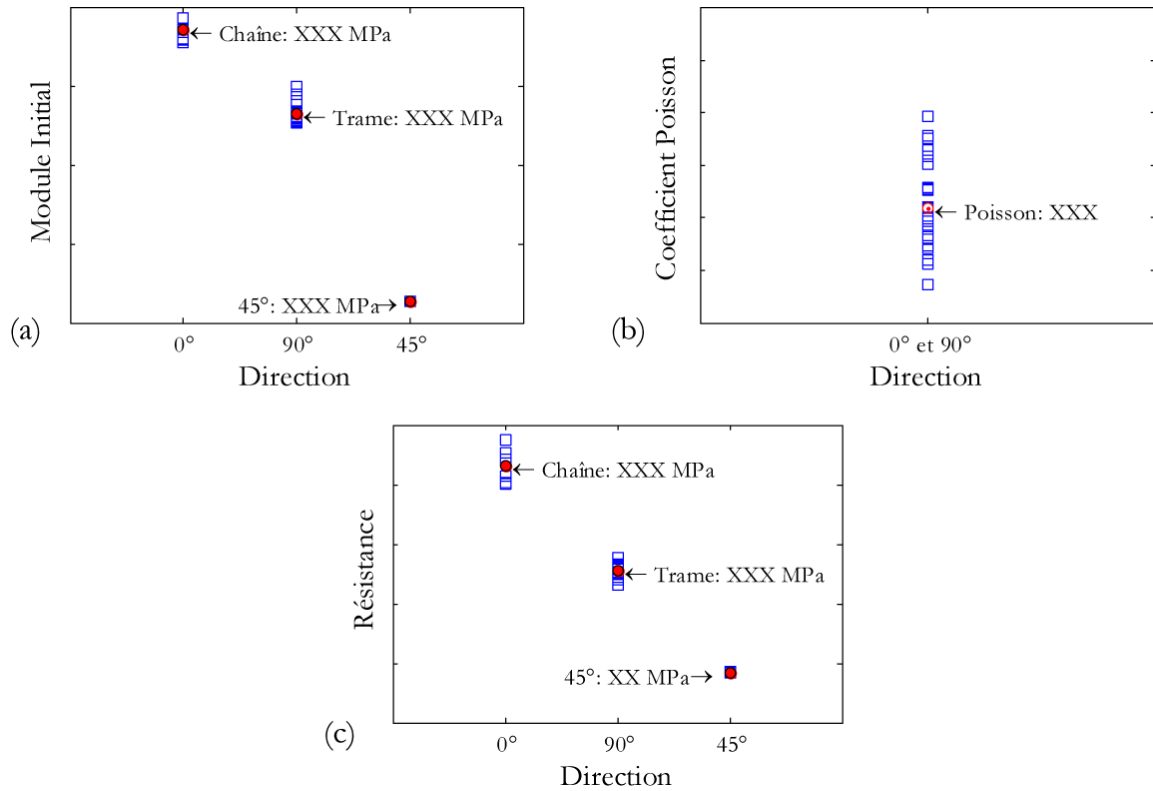 Module Initial
← Chaîne: XXX MPa
← Trame: XXX MPa
45°: XXX MPa→
(a)
0° 90° 45°
Direction
Coefficient Poisson
← Poisson: XXX
(b)
0° et 90°
Direction
Résistance
← Chaîne: XXX MPa
← Trame: XXX MPa
45°: XX MPa→
(c)
0° 90° 45°
Direction